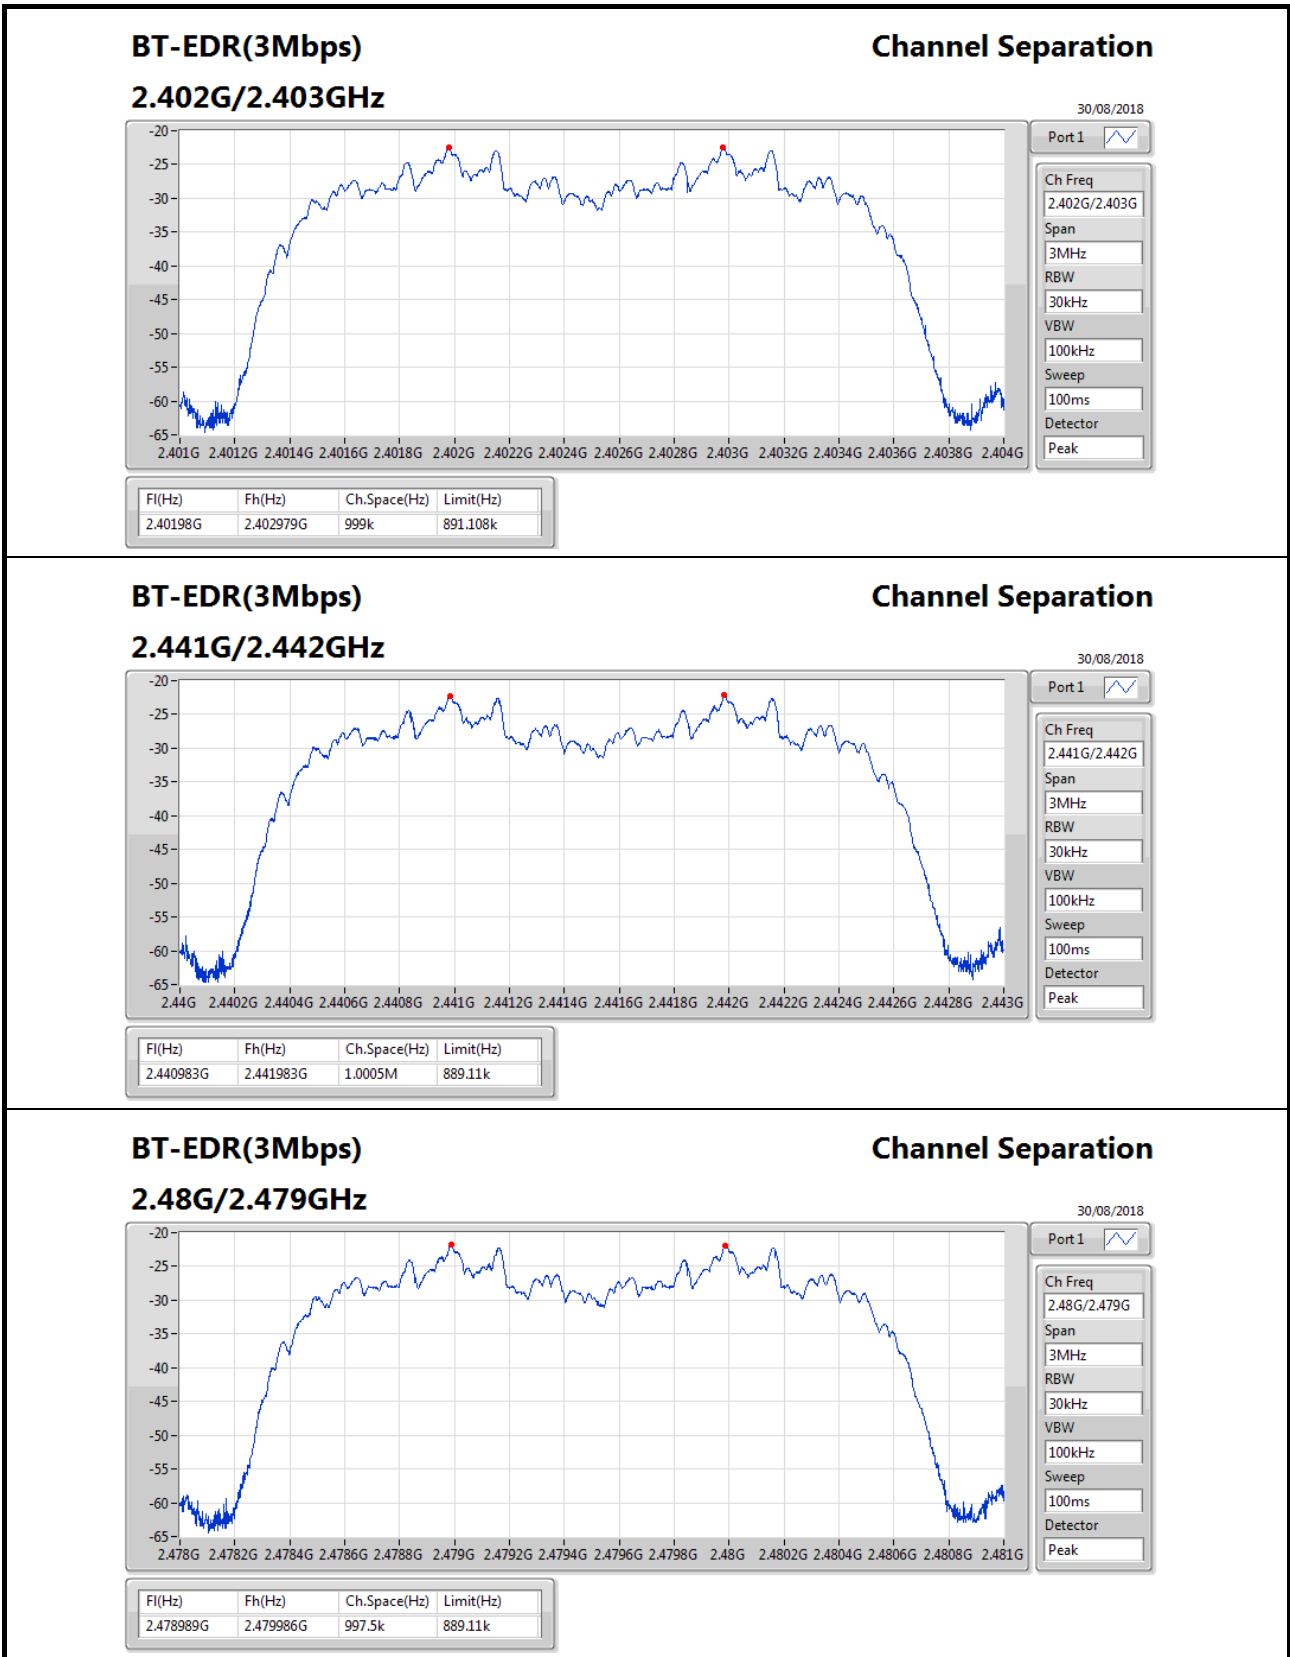 BT-EDR(3Mbps) Channel Separation
2.402G/2.403GHz
30/08/2018
Port 1
-20
-25
-30
-35
-40
-45
-50
-55
-60
-65
2.401G 2.4012G 2.4014G 2.4016G 2.4018G 2.402G 2.4022G 2.4024G 2.4026G 2.4028G 2.403G 2.4032G 2.4034G 2.4036G 2.4038G 2.404G
Ch Freq
2.402G/2.403G
Span
3MHz
RBW
30kHz
VBW
100kHz
Sweep
100ms
Detector
Peak
Fl(Hz) Fh(Hz) Ch.Space(Hz) Limit(Hz)
2.40198G 2.402979G 999k 891.108k
BT-EDR(3Mbps) Channel Separation
2.441G/2.442GHz
30/08/2018
Port 1
-20
-25
-30
-35
-40
-45
-50
-55
-60
-65
2.44G 2.4402G 2.4404G 2.4406G 2.4408G 2.441G 2.4412G 2.4414G 2.4416G 2.4418G 2.442G 2.4422G 2.4424G 2.4426G 2.4428G 2.443G
Ch Freq
2.441G/2.442G
Span
3MHz
RBW
30kHz
VBW
100kHz
Sweep
100ms
Detector
Peak
Fl(Hz) Fh(Hz) Ch.Space(Hz) Limit(Hz)
2.440983G 2.441983G 1.0005M 889.11k
BT-EDR(3Mbps) Channel Separation
2.48G/2.479GHz
30/08/2018
Port 1
-20
-25
-30
-35
-40
-45
-50
-55
-60
-65
2.478G 2.4782G 2.4784G 2.4786G 2.4788G 2.479G 2.4792G 2.4794G 2.4796G 2.4798G 2.48G 2.4802G 2.4804G 2.4806G 2.4808G 2.481G
Ch Freq
2.48G/2.479G
Span
3MHz
RBW
30kHz
VBW
100kHz
Sweep
100ms
Detector
Peak
Fl(Hz) Fh(Hz) Ch.Space(Hz) Limit(Hz)
2.478989G 2.479986G 997.5k 889.11k